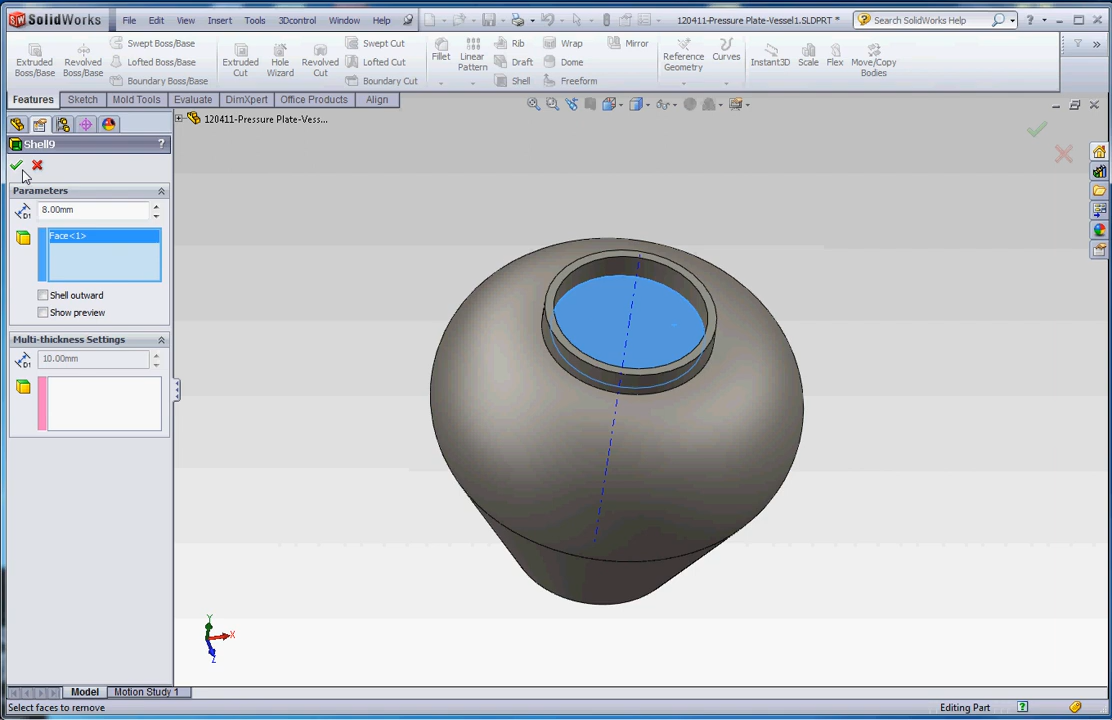 SolidWorks File Edit View Insert Tools 3Dcontrol Window Help 120411-Pressure Plate-Vessel1.SLDPRT * Search SolidWorks Help
Extruded Boss/Base
Revolved Boss/Base
Swept Boss/Base
Lofted Boss/Base
Boundary Boss/Base
Extruded Cut
Hole Wizard
Revolved Cut
Swept Cut
Lofted Cut
Boundary Cut
Fillet
Linear Pattern
Rib
Draft
Shell
Wrap
Dome
Freeform
Mirror
Reference Geometry
Curves
Instant3D
Scale
Flex
Move/Copy Bodies
Features Sketch Mold Tools Evaluate DimXpert Office Products Align
120411-Pressure Plate-Vess...
Shell9 ?
Parameters
D1 8.00mm
Face<1>
Shell outward
Show preview
Multi-thickness Settings
D1 10.00mm
Y
X
Z
Model Motion Study 1
Select faces to remove Editing Part